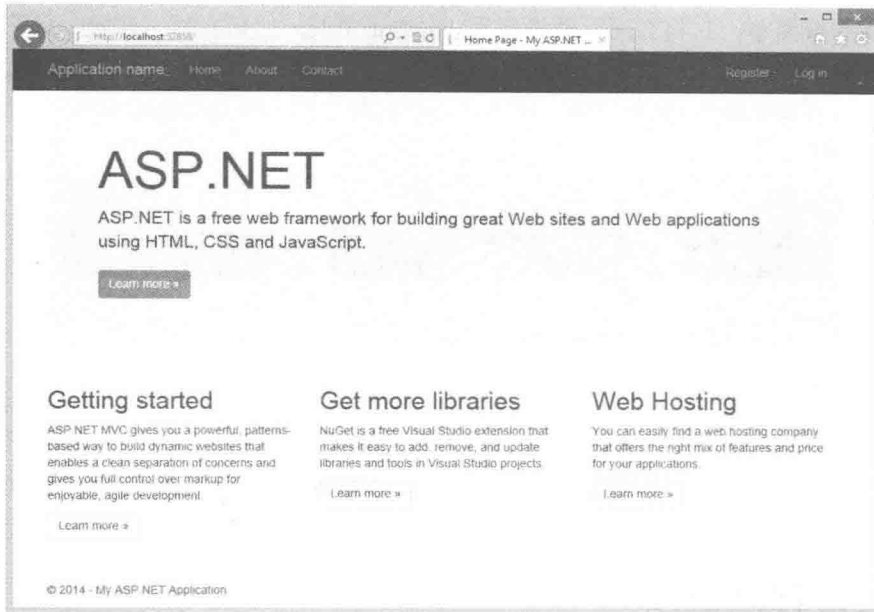 http://localhost
Home Page - My ASP.NET ...
Application name
Home
About
Contact
Register
Log in
ASP.NET
ASP.NET is a free web framework for building great Web sites and Web applications
using HTML, CSS and JavaScript.
Learn more »
Getting started
ASP.NET MVC gives you a powerful, patterns-
based way to build dynamic websites that
enables a clean separation of concerns and
gives you full control over markup for
enjoyable, agile development.
Learn more »
Get more libraries
NuGet is a free Visual Studio extension that
makes it easy to add, remove, and update
libraries and tools in Visual Studio projects.
Learn more »
Web Hosting
You can easily find a web hosting company
that offers the right mix of features and price
for your applications.
Learn more »
© 2014 - My ASP.NET Application